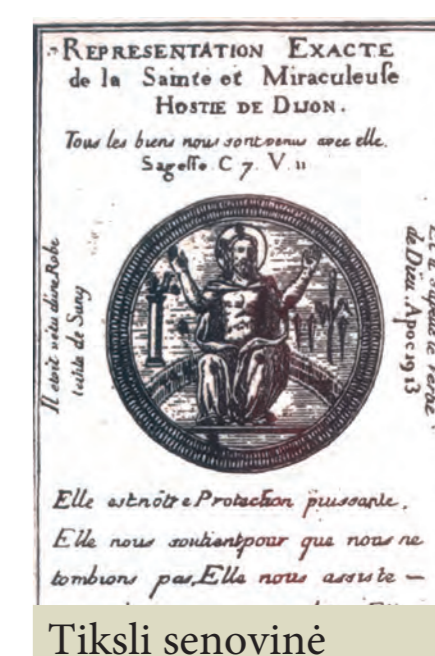 REPRESENTATION EXACTE
de la Sainte et Miraculeuse
HOSTIE DE DIJON.
Tous les biens nous sont venus avec elle.
Sagesse. C 7. V. 11
Il etoit vetu d'une Robe
teinte de Sang
de Dieu. Apoc 19 13
Elle est nôtre Protection puissante.
Elle nous soutient pour que nous ne
tombions pas, Elle nous assiste —
Tiksli senovinė